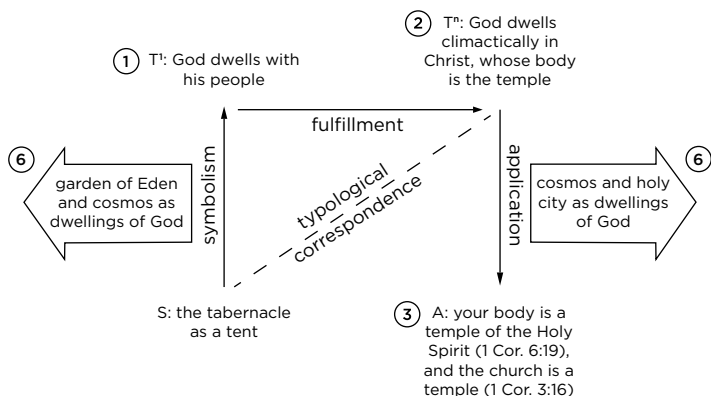 1 T¹: God dwells with
his people
2 Tⁿ: God dwells
climactically in
Christ, whose body
is the temple
fulfillment
symbolism
typological
correspondence
application
6
garden of Eden
and cosmos as
dwellings of God
6
cosmos and holy
city as dwellings
of God
S: the tabernacle
as a tent
3 A: your body is a
temple of the Holy
Spirit (1 Cor. 6:19),
and the church is a
temple (1 Cor. 3:16)